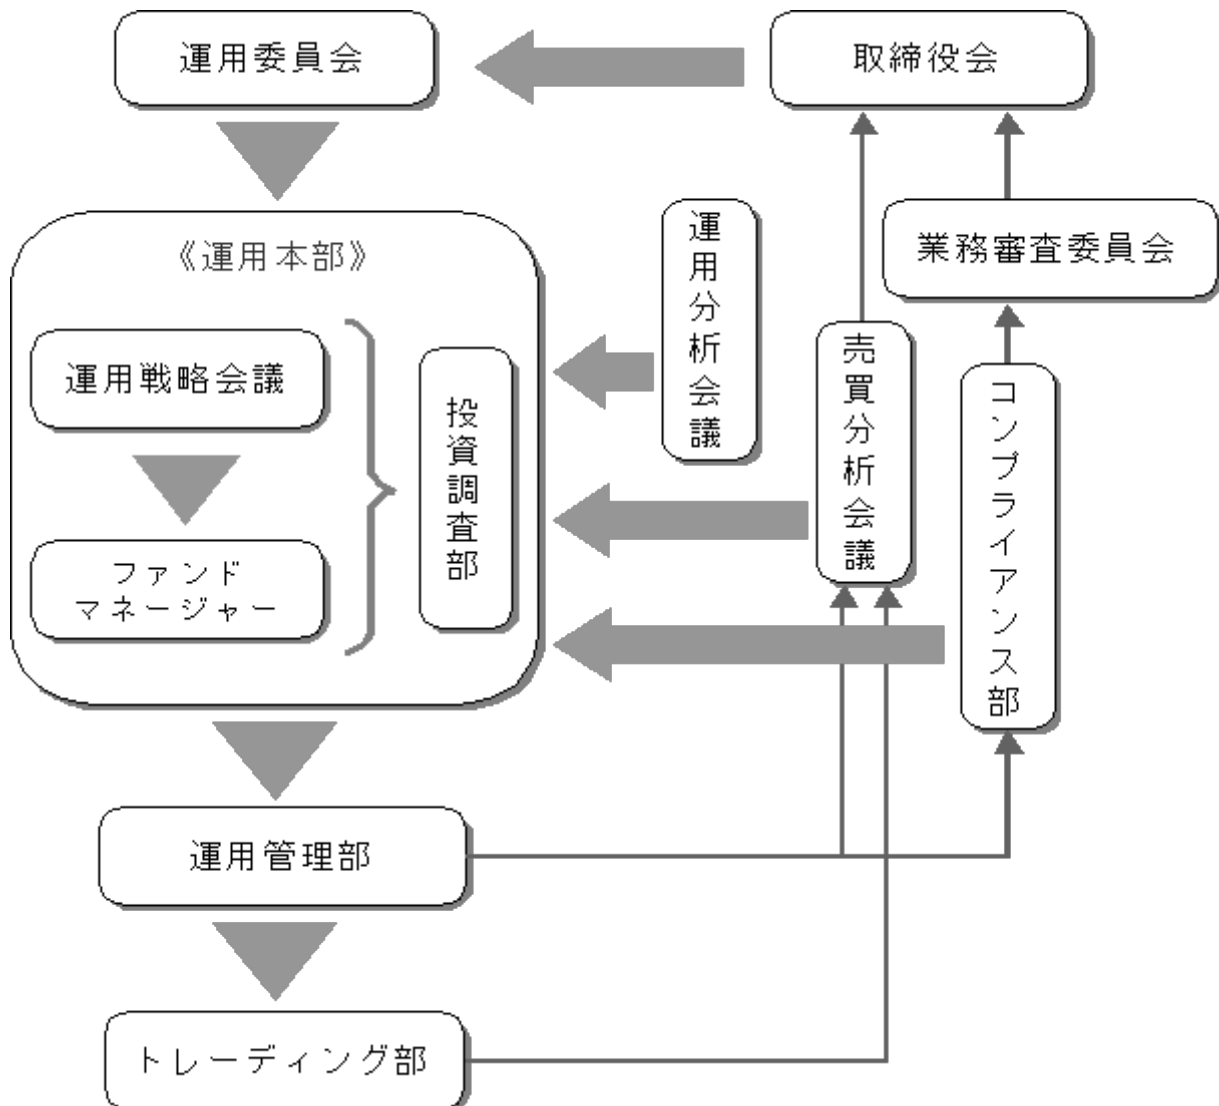 運用委員会
取締役会
《運用本部》
運用戦略会議
ファンド
マネージャー
投資調査部
運用分析会議
売買分析会議
業務審査委員会
コンプライアンス部
運用管理部
トレーディング部